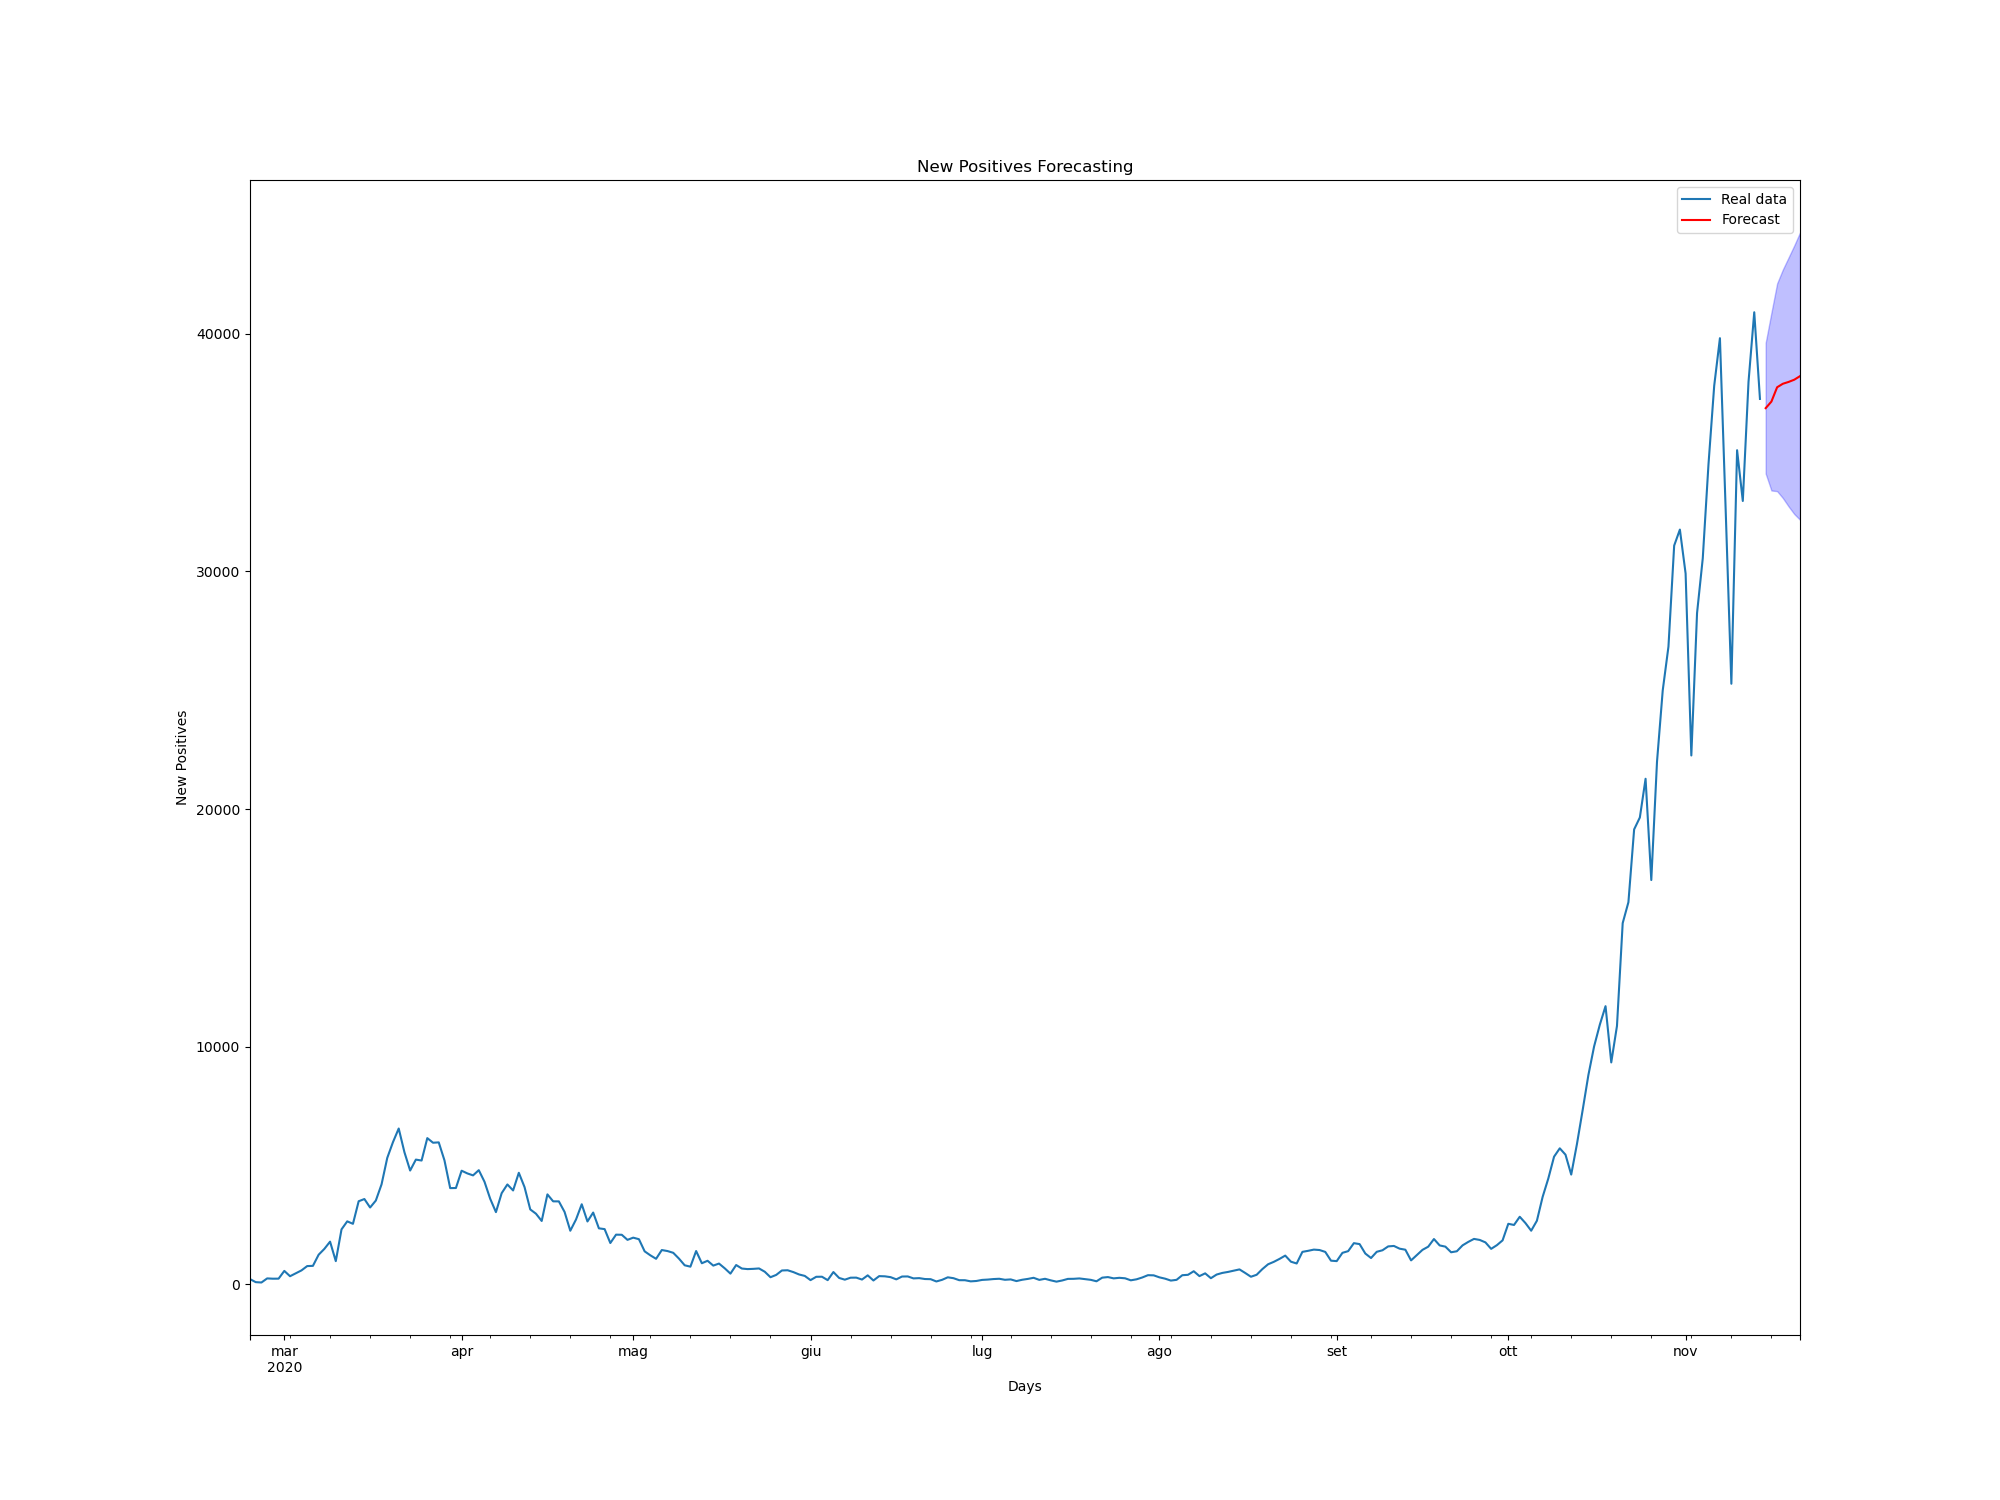 New Positives Forecasting
Real data
Forecast
40000
30000
20000
10000
0
New Positives
mar apr mag giu lug ago set ott nov
2020
Days